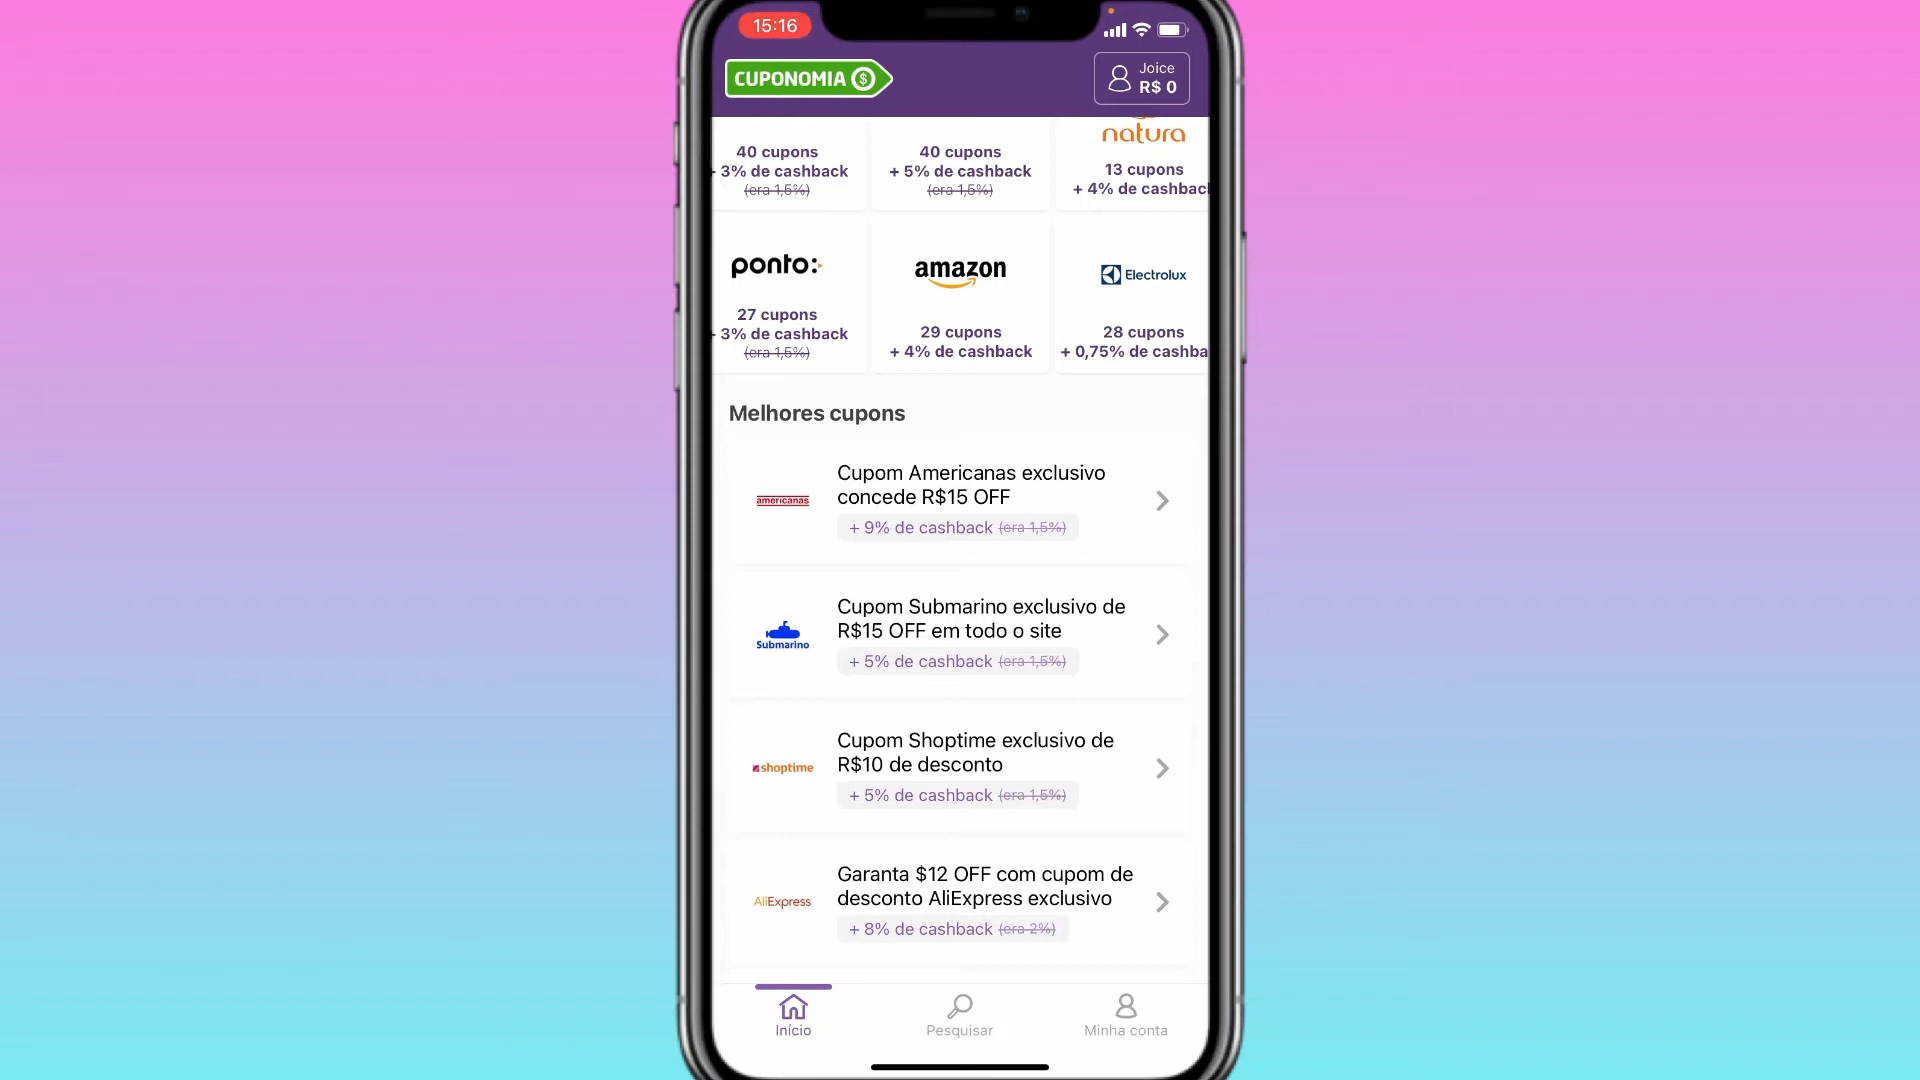 15:16
CUPONOMIA $
Joice
R$ 0
natura
40 cupons
+ 3% de cashback
(era 1,5%)
40 cupons
+ 5% de cashback
(era 1,5%)
13 cupons
+ 4% de cashbac
ponto:
amazon
Electrolux
27 cupons
+ 3% de cashback
(era 1,5%)
29 cupons
+ 4% de cashback
28 cupons
+ 0,75% de cashba
Melhores cupons
americanas
Cupom Americanas exclusivo
concede R$15 OFF
+ 9% de cashback (era 1,5%)
Submarino
Cupom Submarino exclusivo de
R$15 OFF em todo o site
+ 5% de cashback (era 1,5%)
shoptime
Cupom Shoptime exclusivo de
R$10 de desconto
+ 5% de cashback (era 1,5%)
AliExpress
Garanta $12 OFF com cupom de
desconto AliExpress exclusivo
+ 8% de cashback (era 2%)
Início
Pesquisar
Minha conta